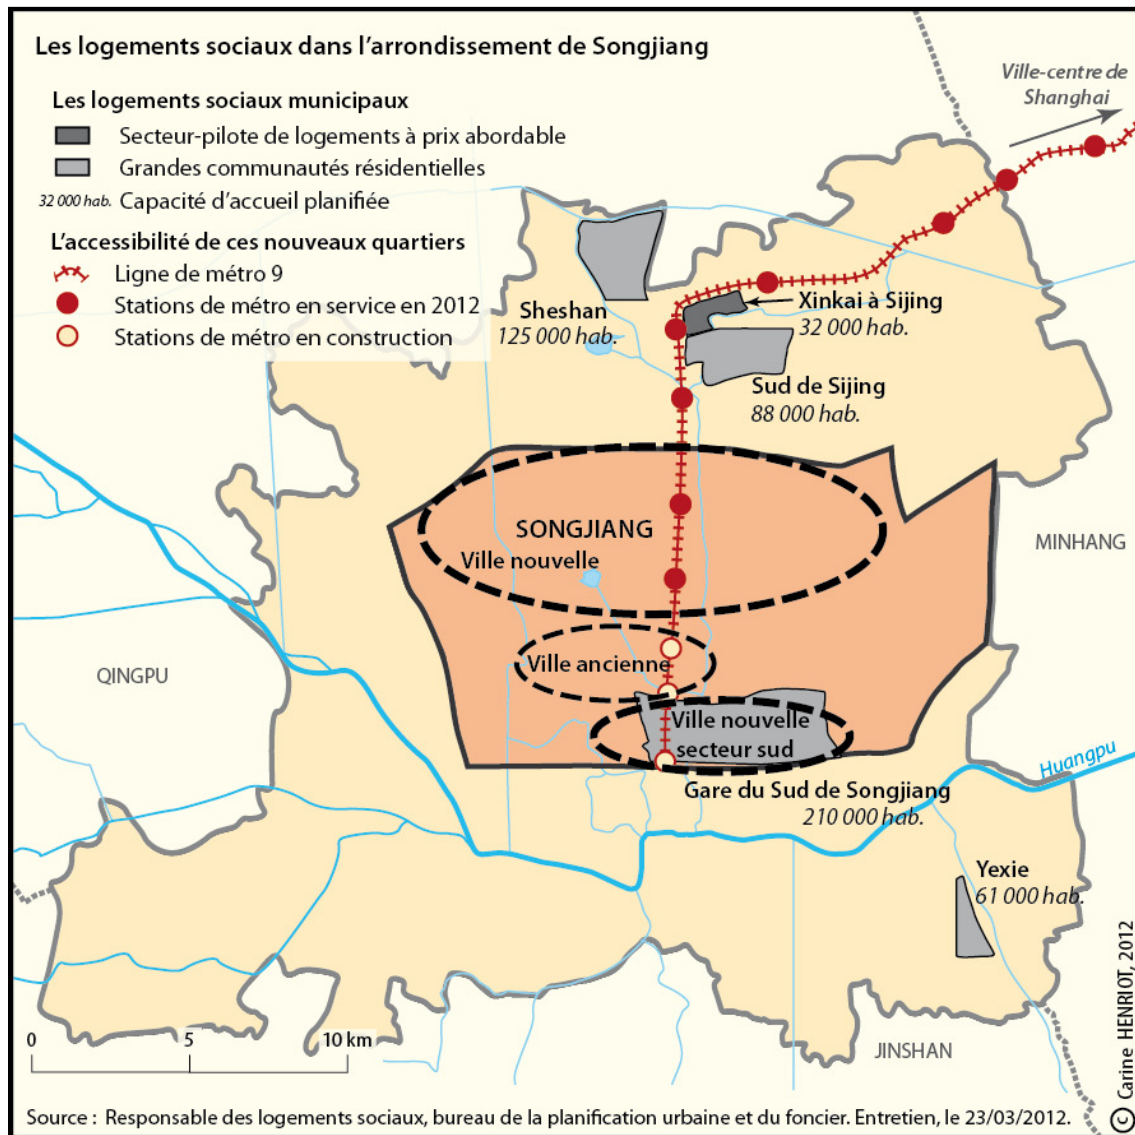 Les logements sociaux dans l'arrondissement de Songjiang
Les logements sociaux municipaux
Secteur-pilote de logements à prix abordable
Grandes communautés résidentielles
32 000 hab. Capacité d'accueil planifiée
L'accessibilité de ces nouveaux quartiers
Ligne de métro 9
Stations de métro en service en 2012
Stations de métro en construction
Ville-centre de
Shanghai
Sheshan
125 000 hab.
Xinkai à Sijing
32 000 hab.
Sud de Sijing
88 000 hab.
SONGJIANG
Ville nouvelle
MINHANG
QINGPU
Ville ancienne
Ville nouvelle
secteur sud
Huangpu
Gare du Sud de Songjiang
210 000 hab.
Yexie
61 000 hab.
JINSHAN
0 5 10 km
Source : Responsable des logements sociaux, bureau de la planification urbaine et du foncier. Entretien, le 23/03/2012.
© Carine HENRIOT, 2012